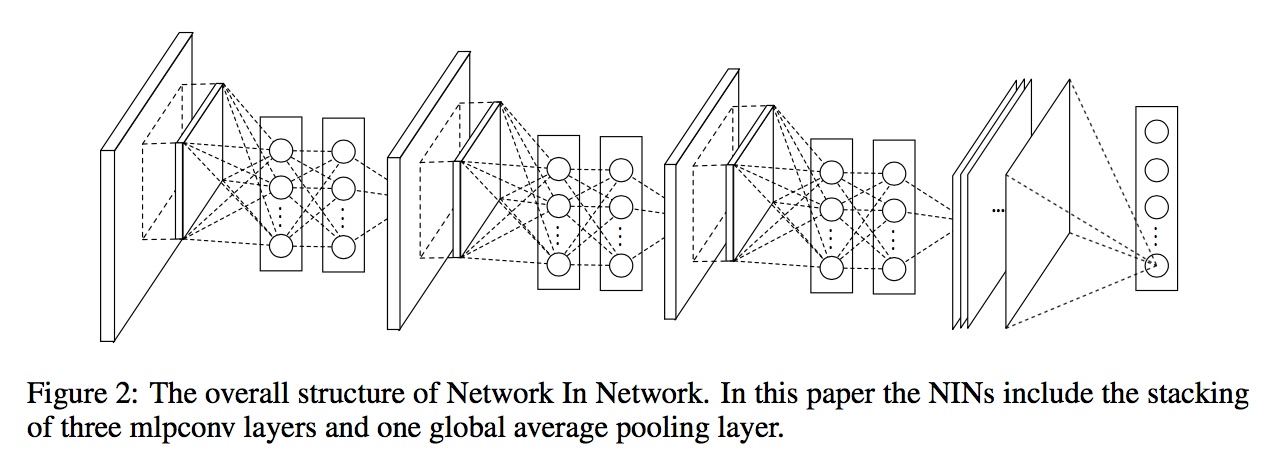 Figure 2: The overall structure of Network In Network. In this paper the NINs include the stacking
of three mlpconv layers and one global average pooling layer.